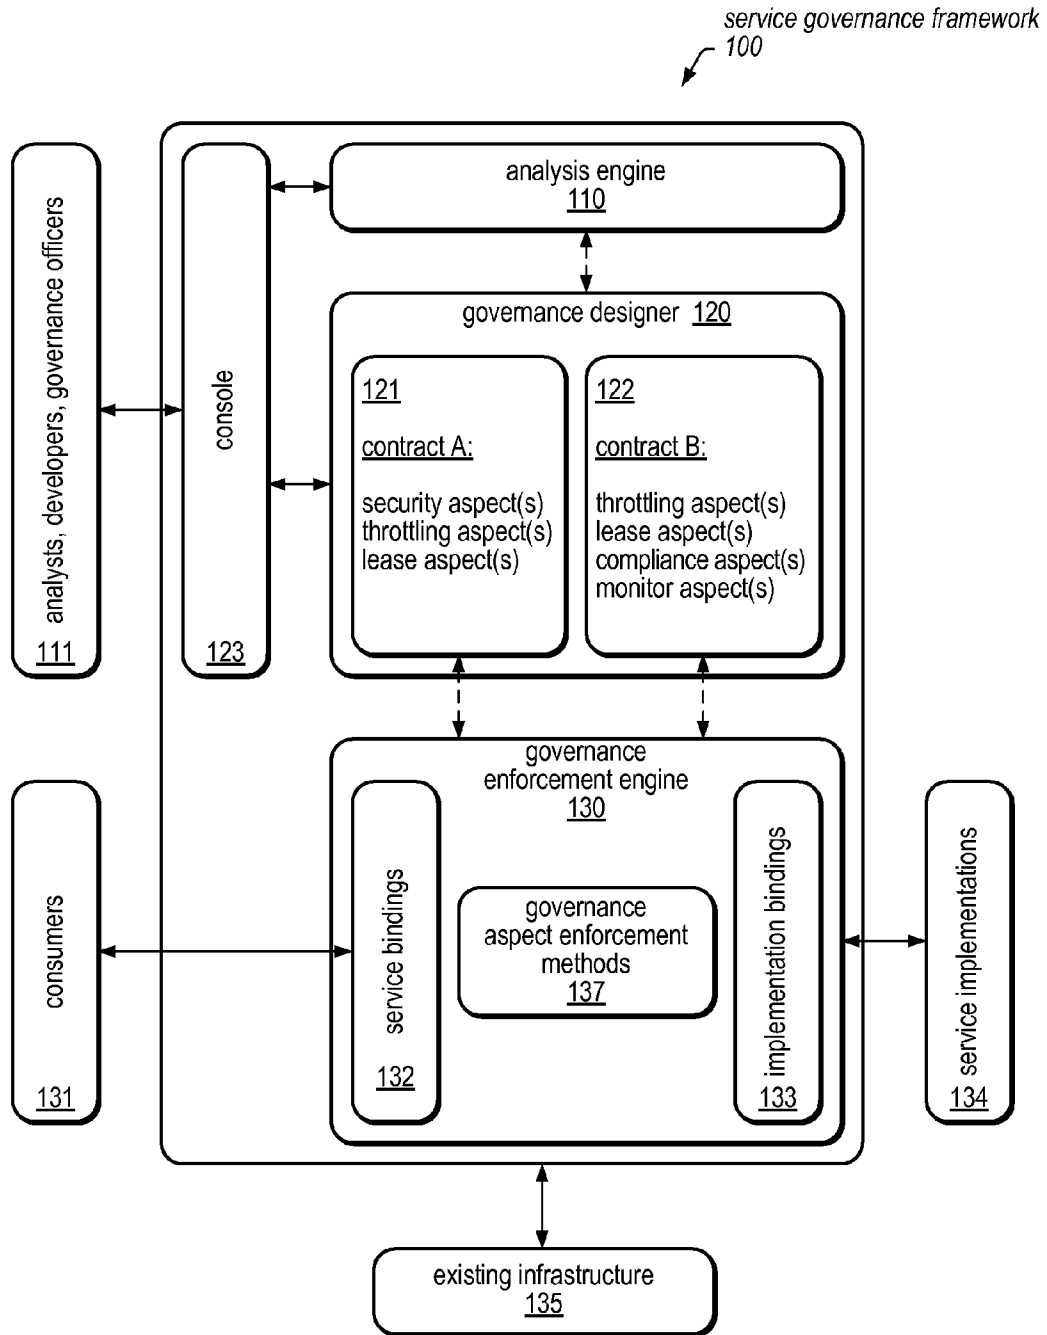 service governance framework
100
analysis engine
110
analysts, developers, governance officers
111
console
123
governance designer 120
121
contract A:
security aspect(s)
throttling aspect(s)
lease aspect(s)
122
contract B:
throttling aspect(s)
lease aspect(s)
compliance aspect(s)
monitor aspect(s)
governance
enforcement engine
130
consumers
131
service bindings
132
governance
aspect enforcement
methods
137
implementation bindings
133
service implementations
134
existing infrastructure
135